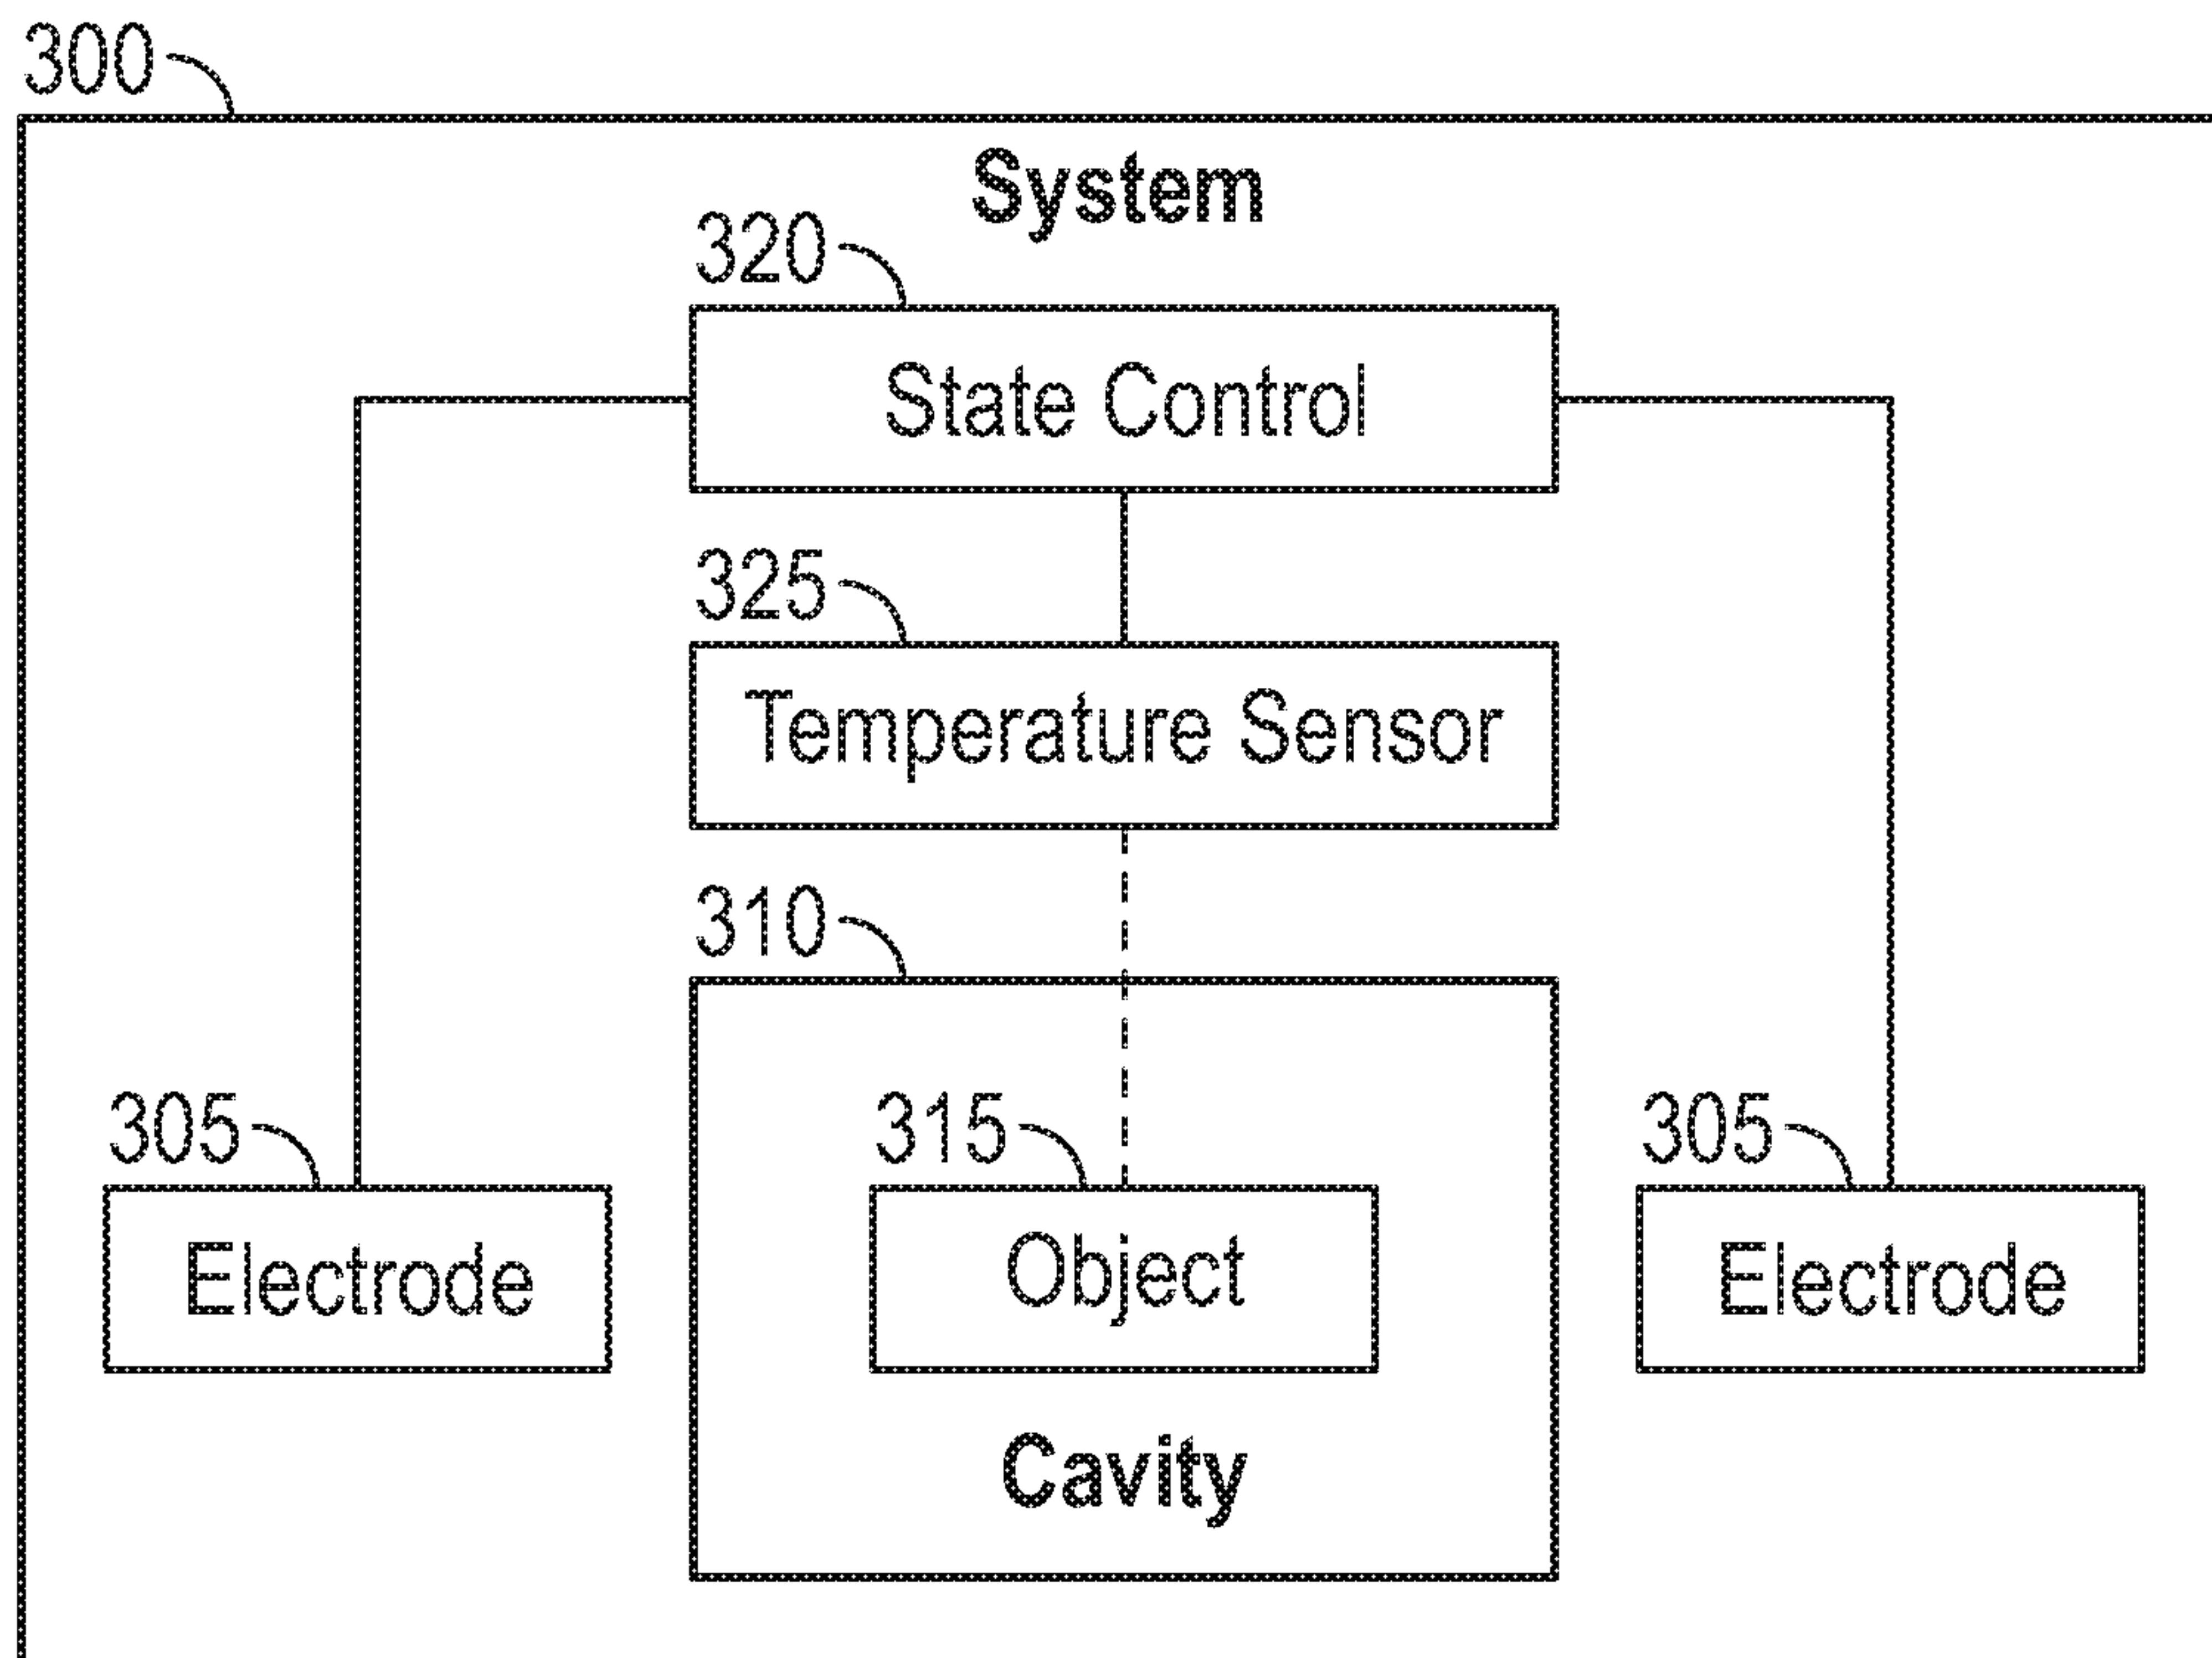 300
System
320
State Control
325
Temperature Sensor
310
305
315
305
Electrode
Object
Electrode
Cavity